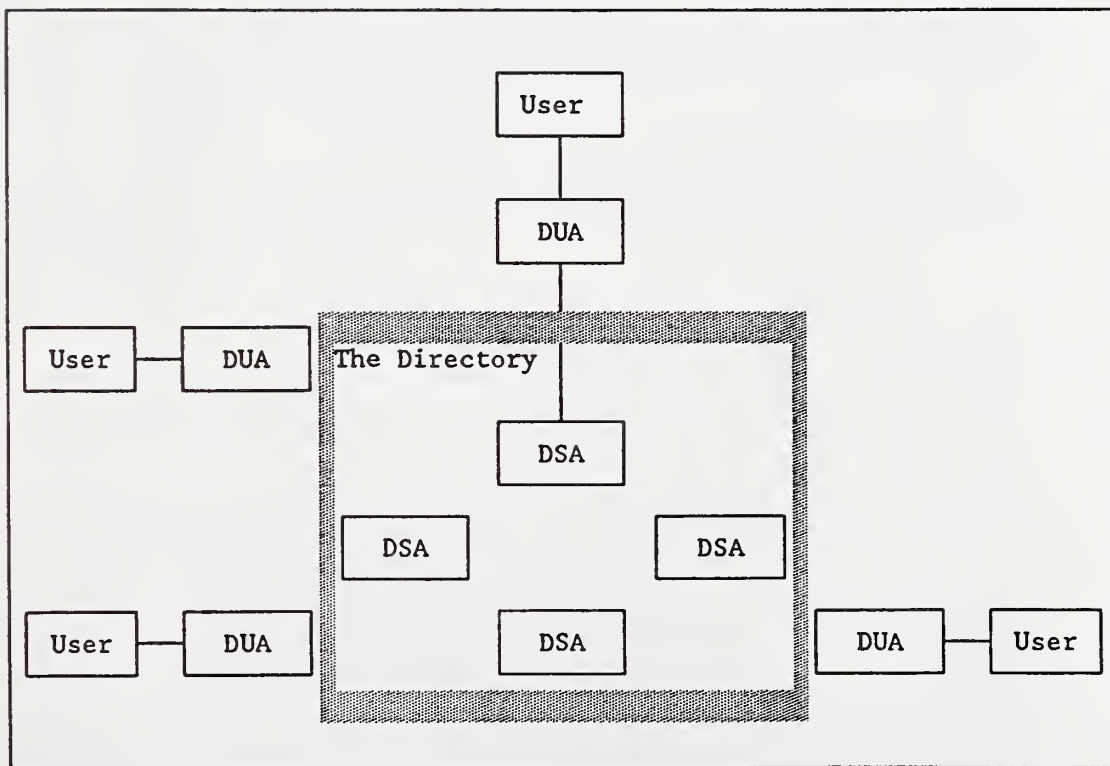 User
DUA
User DUA
The Directory
DSA
DSA DSA
User DUA
DSA
DUA User